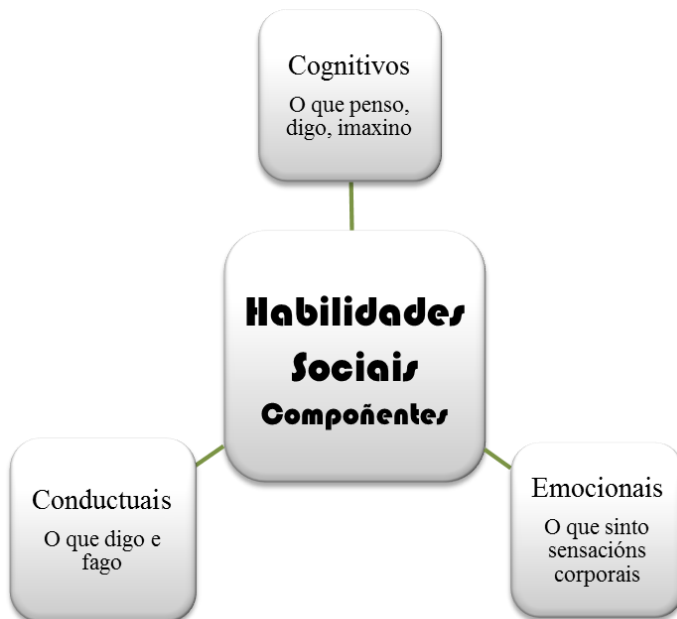 Cognitivos
O que penso,
digo, imaxino
Habilidades
Sociais
Compoñentes
Conductuais
O que digo e
fago
Emocionais
O que sinto
sensacións
corporais